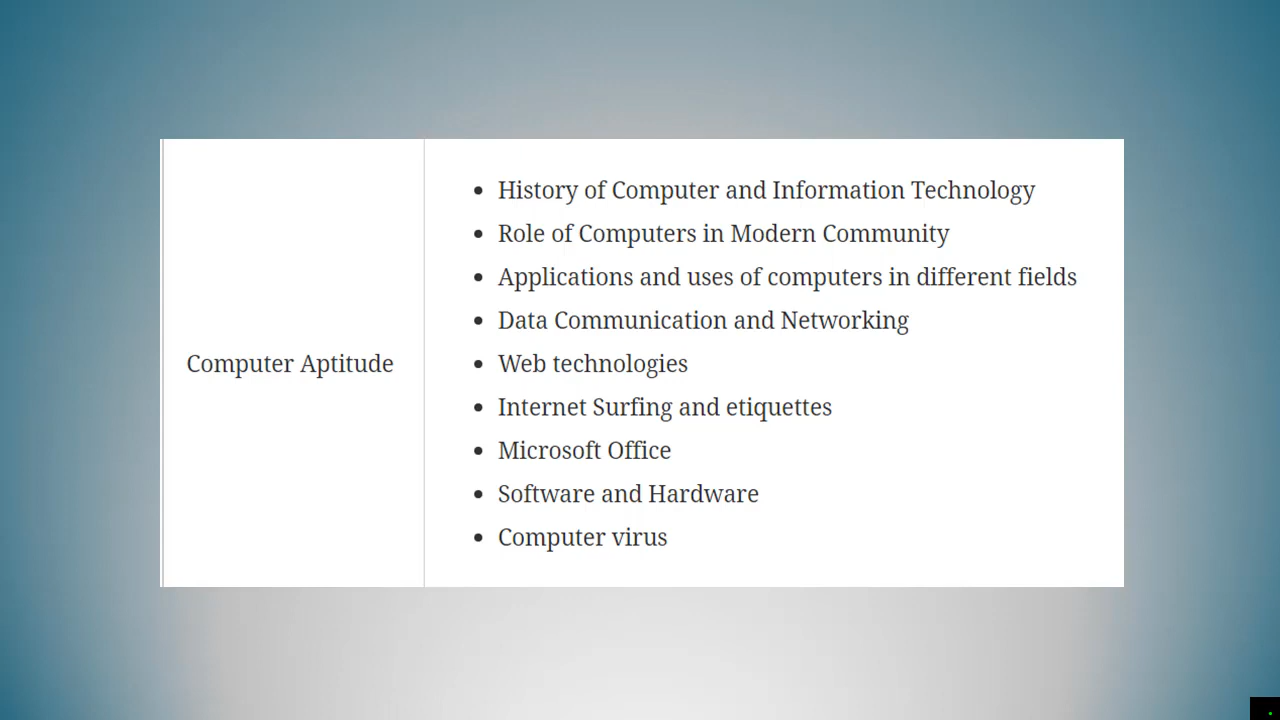 Computer Aptitude
History of Computer and Information Technology
Role of Computers in Modern Community
Applications and uses of computers in different fields
Data Communication and Networking
Web technologies
Internet Surfing and etiquettes
Microsoft Office
Software and Hardware
Computer virus